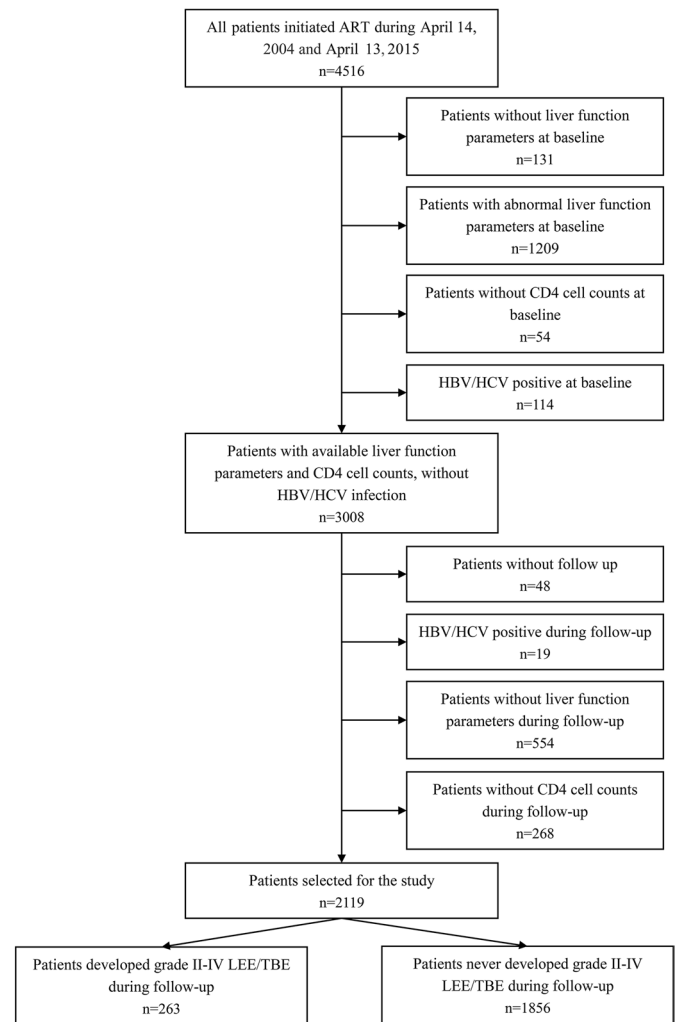 All patients initiated ART during April 14,
2004 and April 13, 2015
n=4516
Patients without liver function
parameters at baseline
n=131
Patients with abnormal liver function
parameters at baseline
n=1209
Patients without CD4 cell counts at
baseline
n=54
HBV/HCV positive at baseline
n=114
Patients with available liver function
parameters and CD4 cell counts, without
HBV/HCV infection
n=3008
Patients without follow up
n=48
HBV/HCV positive during follow-up
n=19
Patients without liver function
parameters during follow-up
n=554
Patients without CD4 cell counts
during follow-up
n=268
Patients selected for the study
n=2119
Patients developed grade II-IV LEE/TBE
during follow-up
n=263
Patients never developed grade II-IV
LEE/TBE during follow-up
n=1856